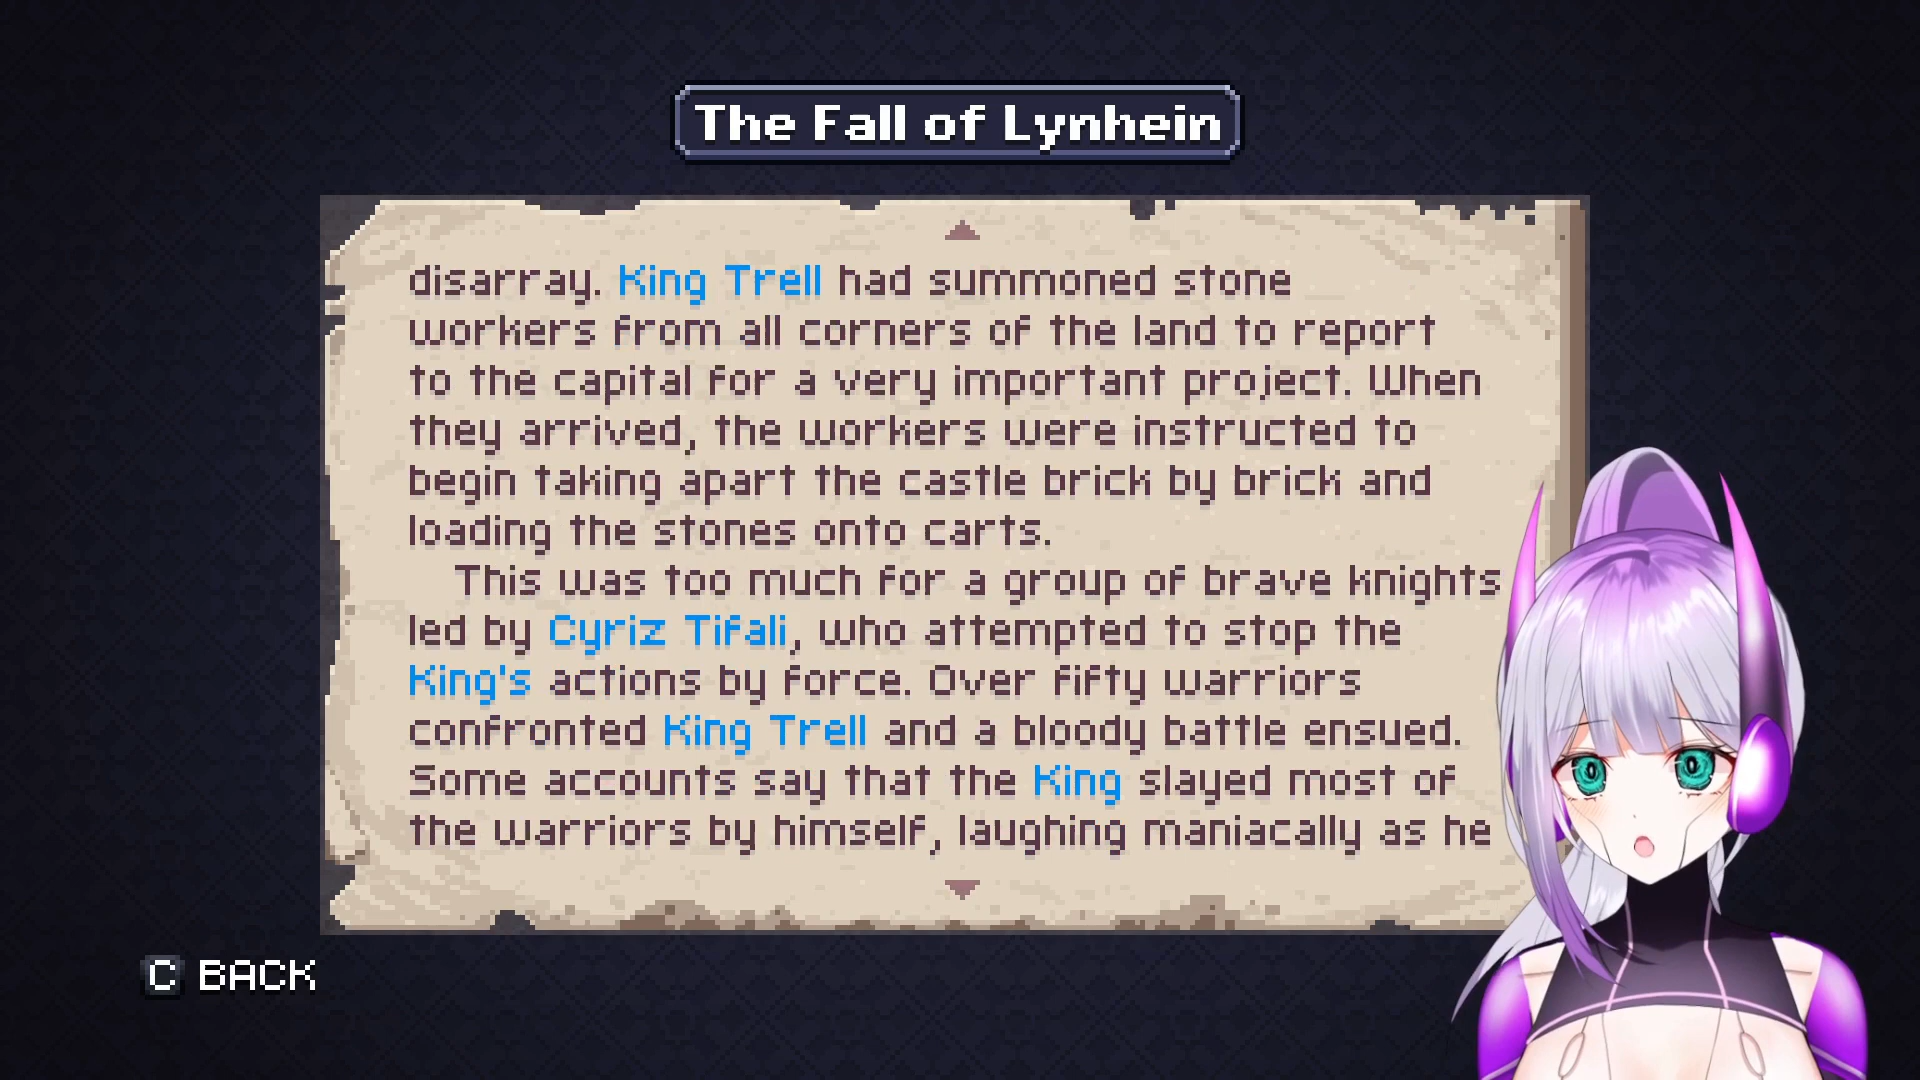 The Fall of Lynhein
disarray. King Trell had summoned stone
workers from all corners of the land to report
to the capital for a very important project. When
they arrived, the workers were instructed to
begin taking apart the castle brick by brick and
loading the stones onto carts.
This was too much for a group of brave knights
led by Cyriz Tifali, who attempted to stop the
King's actions by force. Over fifty warriors
confronted King Trell and a bloody battle ensued.
Some accounts say that the King slayed most of
the warriors by himself, laughing maniacally as he
C BACK